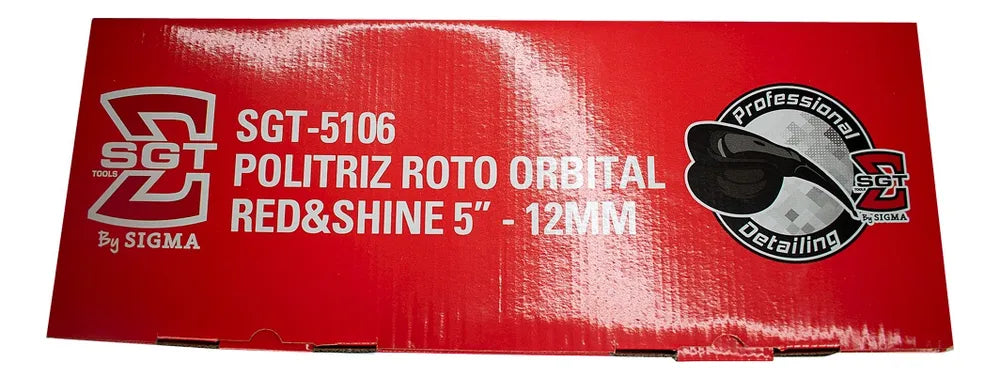 SGT
TOOLS
By SIGMA
SGT-5106
POLITRIZ ROTO ORBITAL
RED&SHINE 5” - 12MM
Professional
SGT
TOOLS
By SIGMA
Detailing